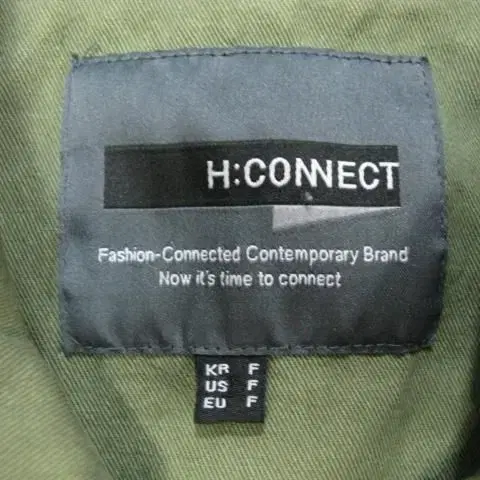 H:CONNECT
Fashion-Connected Contemporary Brand
Now it's time to connect
KR F
US F
EU F